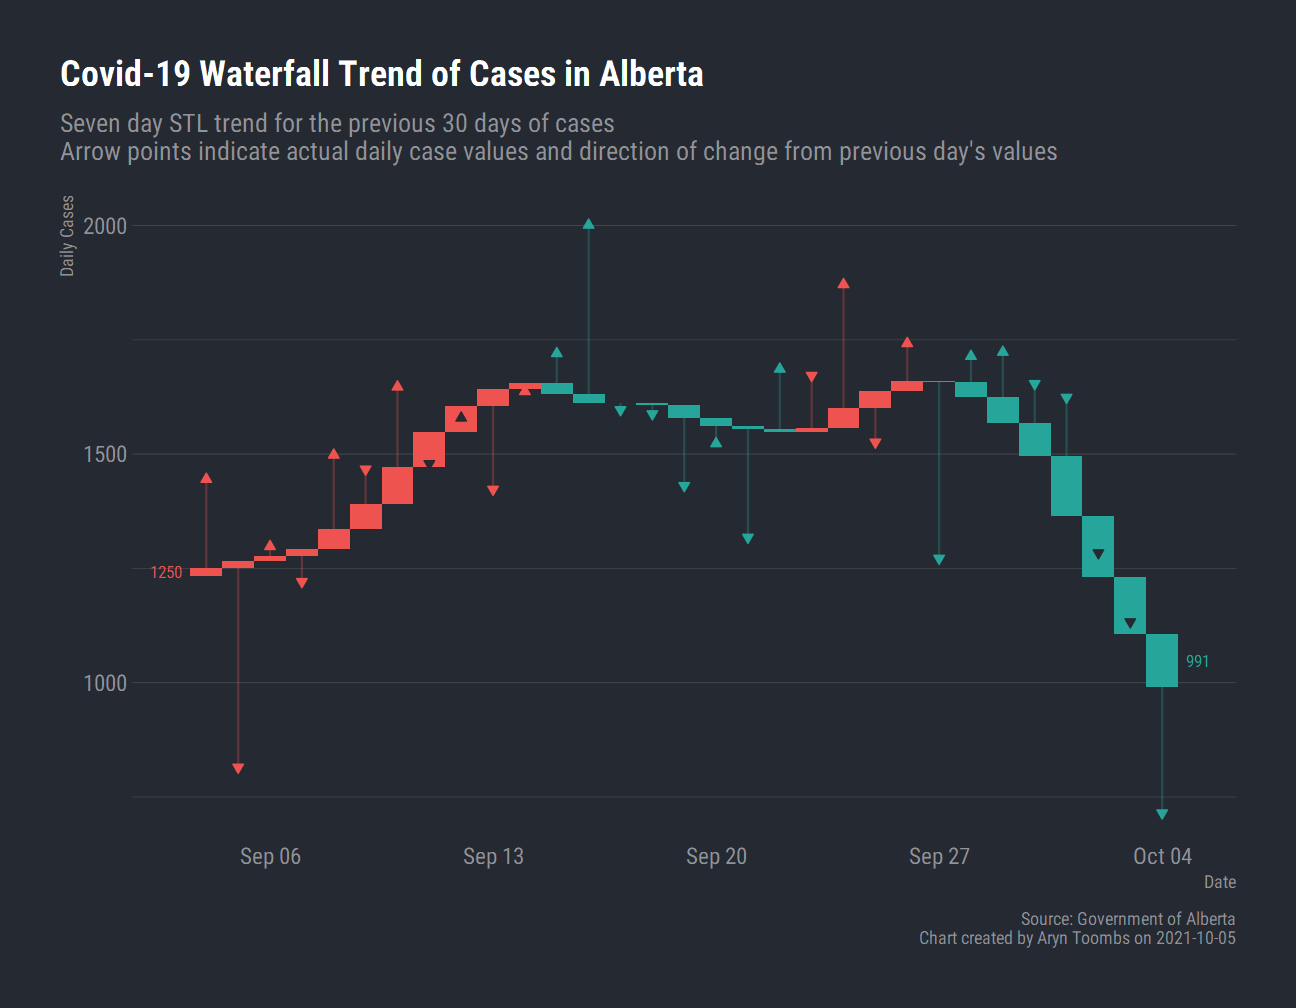 Covid-19 Waterfall Trend of Cases in Alberta
Seven day STL trend for the previous 30 days of cases
Arrow points indicate actual daily case values and direction of change from previous day's values
Daily Cases
2000
1500
1250
1000
991
Sep 06
Sep 13
Sep 20
Sep 27
Oct 04
Date
Source: Government of Alberta
Chart created by Aryn Toombs on 2021-10-05